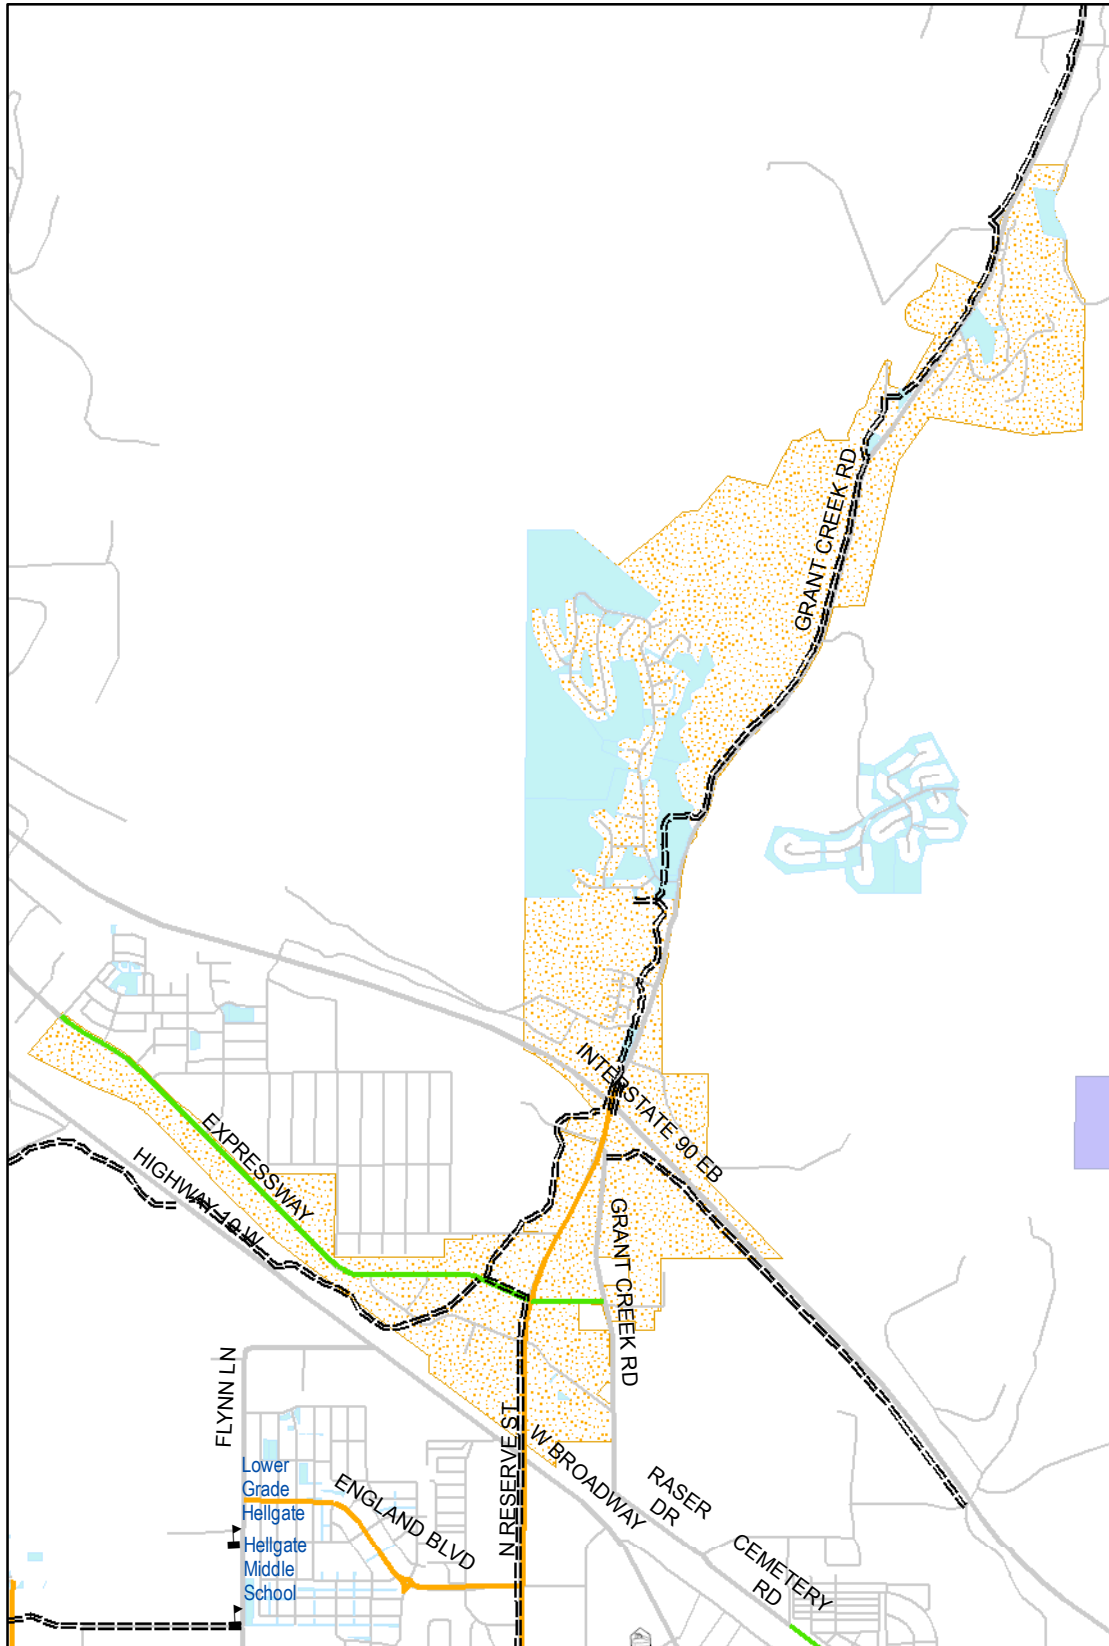 GRANT CREEK RD
INTERSTATE 90 EB
EXPRESSWAY
HIGHWAY 10 W
GRANT CREEK RD
FLYNN LN
N RESERVE ST
W BROADWAY
RASER
DR
Lower
Grade
Hellgate
ENGLAND BLVD
Hellgate
Middle
School
CEMETERY
RD